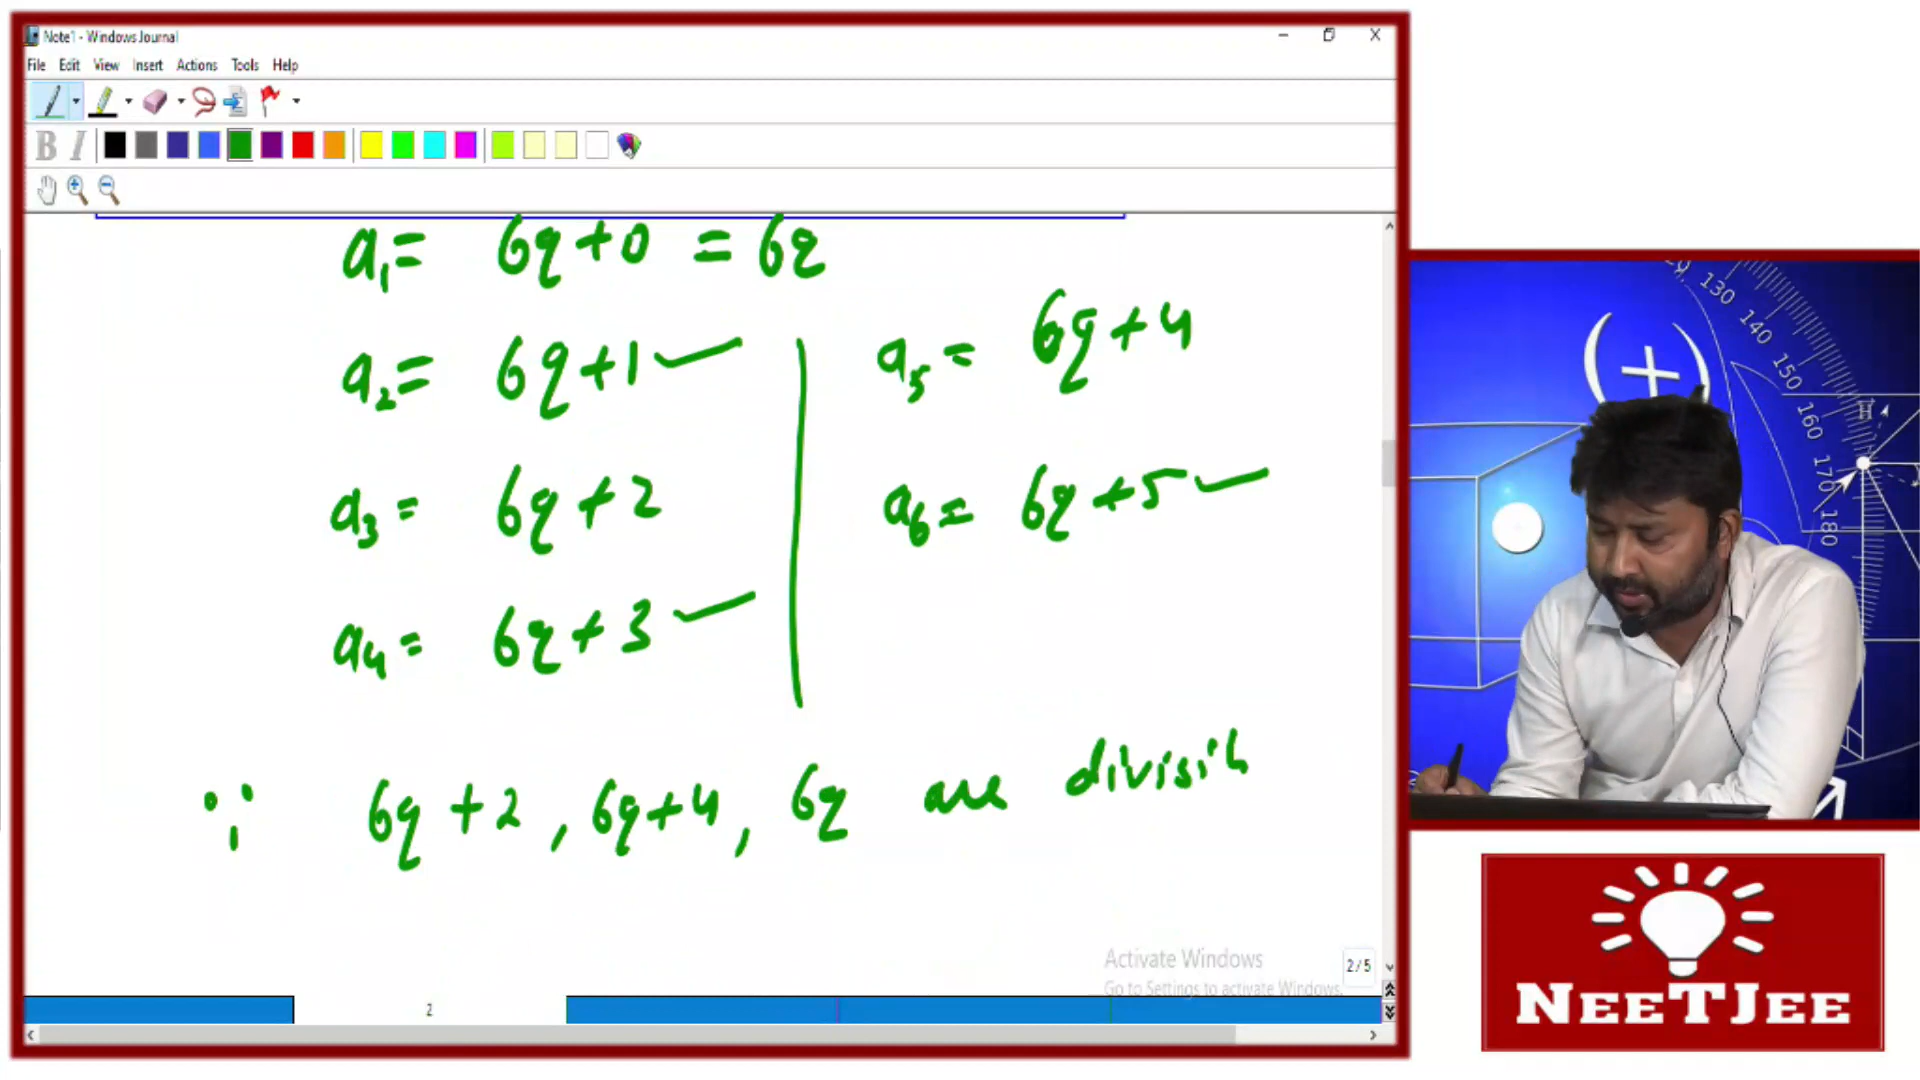 Note1 - Windows Journal
File Edit View Insert Actions Tools Help
B I
a₁ = 6q+0 = 6q
a₂ = 6q+1 ✓
a₃ = 6q+2
a₄ = 6q+3 ✓
a₅ = 6q+4
a₆ = 6q+5 ✓
∵ 6q+2, 6q+4, 6q are
(+)
130
140
150
160
170
180
Activate Windows
Go to Settings to activate Windows.
2/5
2
NEETJEE